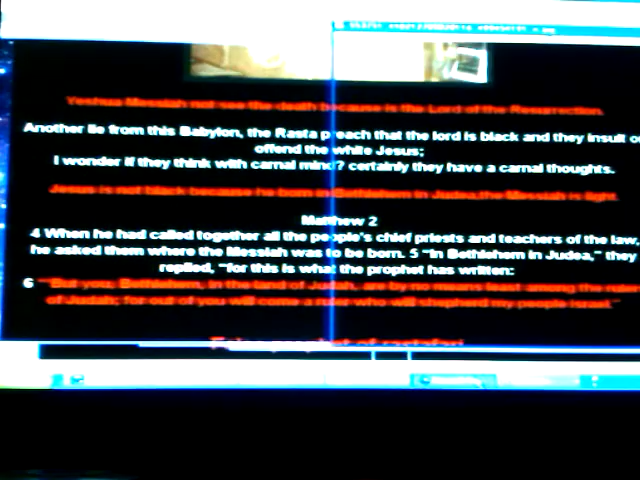 Yeshua Messiah not see the death because is the Lord of the Resurrection.
Another lie from this Babylon, the Rasta preach that the lord is black and they insult or
offend the white Jesus;
I wonder if they think with carnal mind? certainly they have a carnal thoughts.
Jesus is not black because he born in Bethlehem in Judea,the Messiah is light.
Matthew 2
4 When he had called together all the people's chief priests and teachers of the law,
he asked them where the Messiah was to be born. 5 "In Bethlehem in Judea," they
replied, "for this is what the prophet has written:
6 "But you, Bethlehem, in the land of Judah, are by no means least among the rulers
of Judah; for out of you will come a ruler who will shepherd my people Israel."